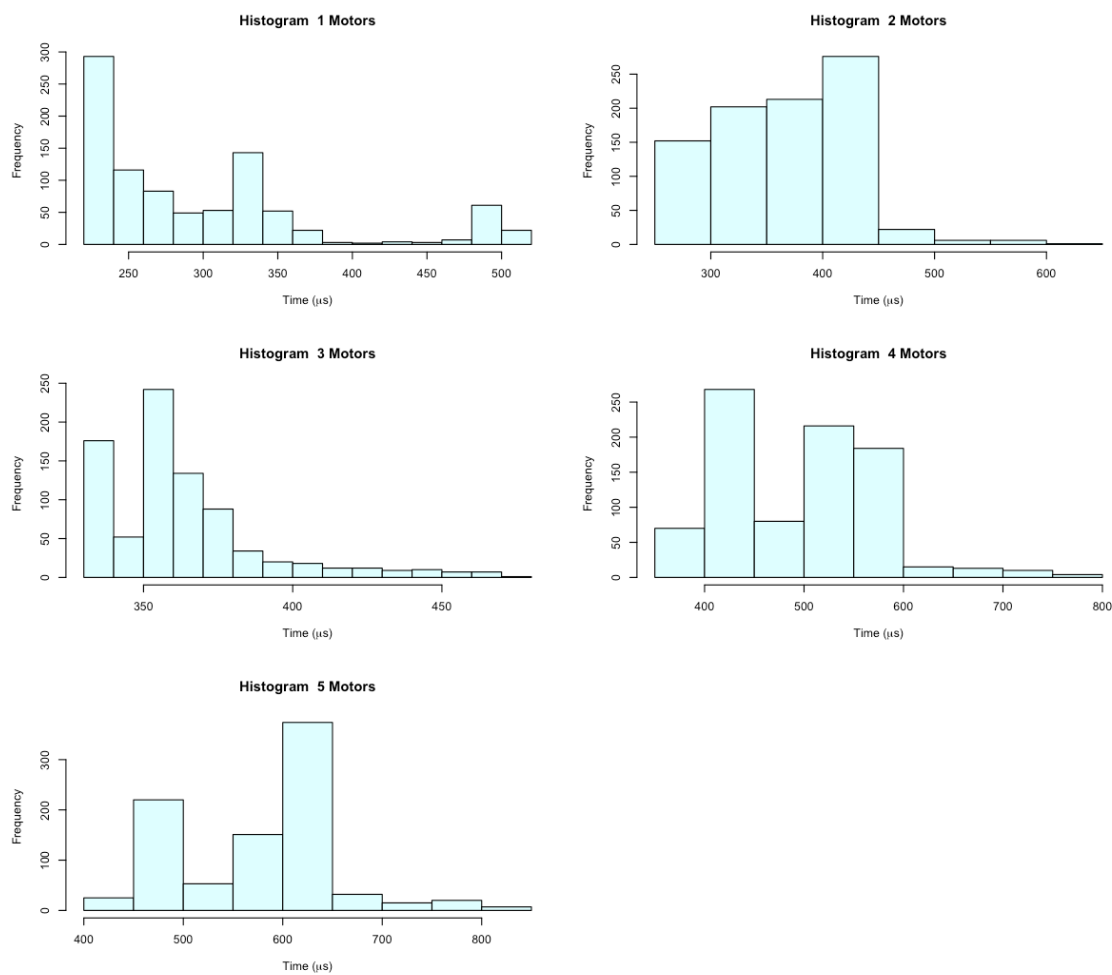 Histogram  1 Motors
Frequency
0 50 100 150 200 250 300
250 300 350 400 450 500
Time (μs)
Histogram  2 Motors
Frequency
0 50 100 150 200 250
300 400 500 600
Time (μs)
Histogram  3 Motors
Frequency
0 50 100 150 200 250
350 400 450
Time (μs)
Histogram  4 Motors
Frequency
0 50 100 150 200 250
400 500 600 700 800
Time (μs)
Histogram  5 Motors
Frequency
0 100 200 300
400 500 600 700 800
Time (μs)